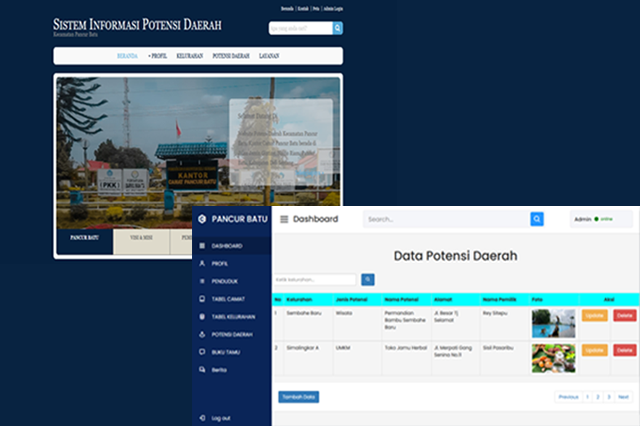 Beranda | Kontak | Peta | Admin Login
SISTEM INFORMASI POTENSI DAERAH
Kecamatan Pancur Batu
BERANDA PROFIL KELURAHAN POTENSI DAERAH LAYANAN
Selamat Datang Di
KANTOR
CAMAT PANCUR BATU
PKK
PANCUR BATU VISI & MISI
PANCUR BATU
DASHBOARD
PROFIL
PENDUDUK
TABEL CAMAT
TABEL KELURAHAN
POTENSI DAERAH
BUKU TAMU
Berita
Log out
Dashboard Search... Admin online
Data Potensi Daerah
No Kelurahan Jenis Potensi Nama Potensi Alamat Nama Pemilik Foto Aksi
1 Sembahe Baru Wisata Permandian Jl. Besar Tj Rey Sitepu Update Delete
Bambu Sembahe Selamat
Baru
2 Simalingkar A UMKM Toko Jamu Herbal Jl. Merpati Gang Sisil Pasaribu Update Delete
Serina No.11
Tambah Data Previous 1 2 3 Next